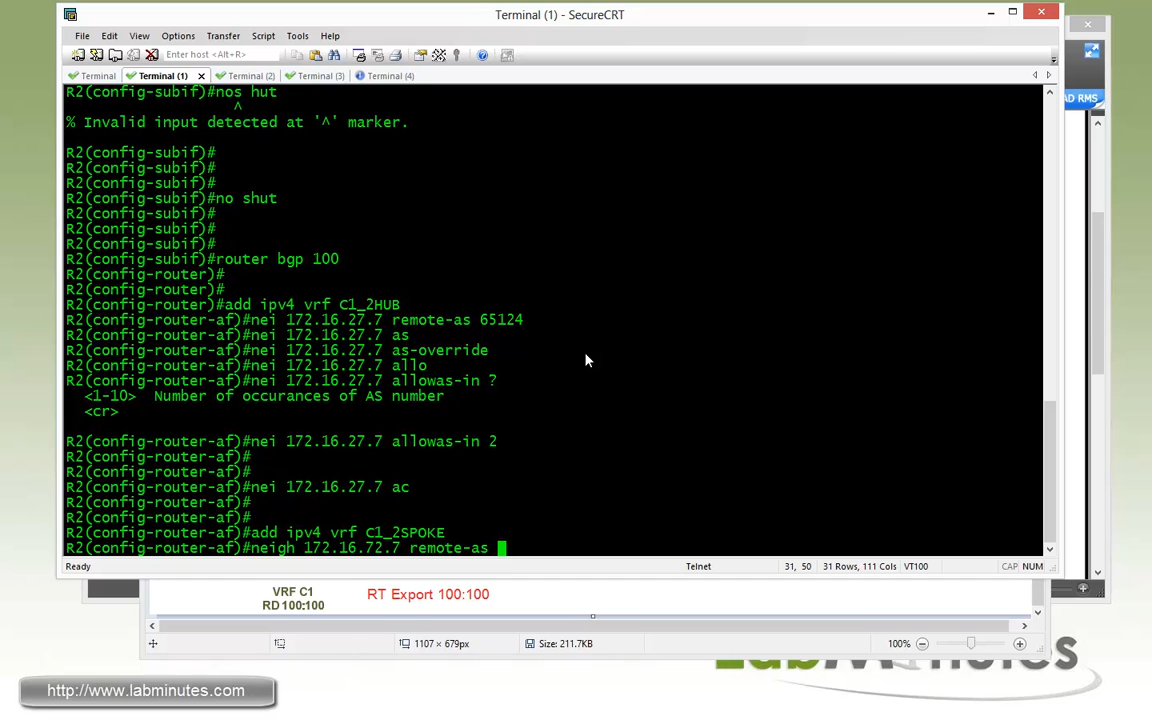 Terminal (1) - SecureCRT
File Edit View Options Transfer Script Tools Help
Enter host <Alt+R>
Terminal Terminal (1) Terminal (2) Terminal (3) Terminal (4)
AD RMS
R2(config-subif)#nos hut
^
% Invalid input detected at '^' marker.
R2(config-subif)#
R2(config-subif)#
R2(config-subif)#
R2(config-subif)#no shut
R2(config-subif)#
R2(config-subif)#
R2(config-subif)#
R2(config-subif)#router bgp 100
R2(config-router)#
R2(config-router)#
R2(config-router)#add ipv4 vrf C1_2HUB
R2(config-router-af)#nei 172.16.27.7 remote-as 65124
R2(config-router-af)#nei 172.16.27.7 as
R2(config-router-af)#nei 172.16.27.7 as-override
R2(config-router-af)#nei 172.16.27.7 allo
R2(config-router-af)#nei 172.16.27.7 allowas-in ?
<1-10> Number of occurances of AS number
<cr>
R2(config-router-af)#nei 172.16.27.7 allowas-in 2
R2(config-router-af)#
R2(config-router-af)#
R2(config-router-af)#nei 172.16.27.7 ac
R2(config-router-af)#
R2(config-router-af)#
R2(config-router-af)#add ipv4 vrf C1_2SPOKE
R2(config-router-af)#neigh 172.16.72.7 remote-as
Ready Telnet 31, 50 31 Rows, 111 Cols VT100 CAP NUM
VRF C1 RT Export 100:100
RD 100:100
1107 × 679px Size: 211.7KB 100%
LabMinutes
http://www.labminutes.com